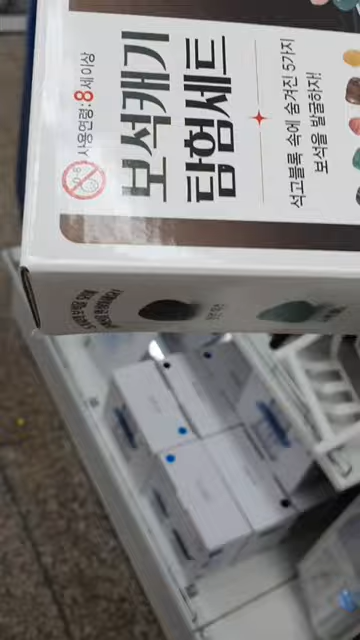 사용연령:8세이상
보석캐기
탐험세트
석고블록 속에 숨겨진 5가지
보석을 발굴하자!